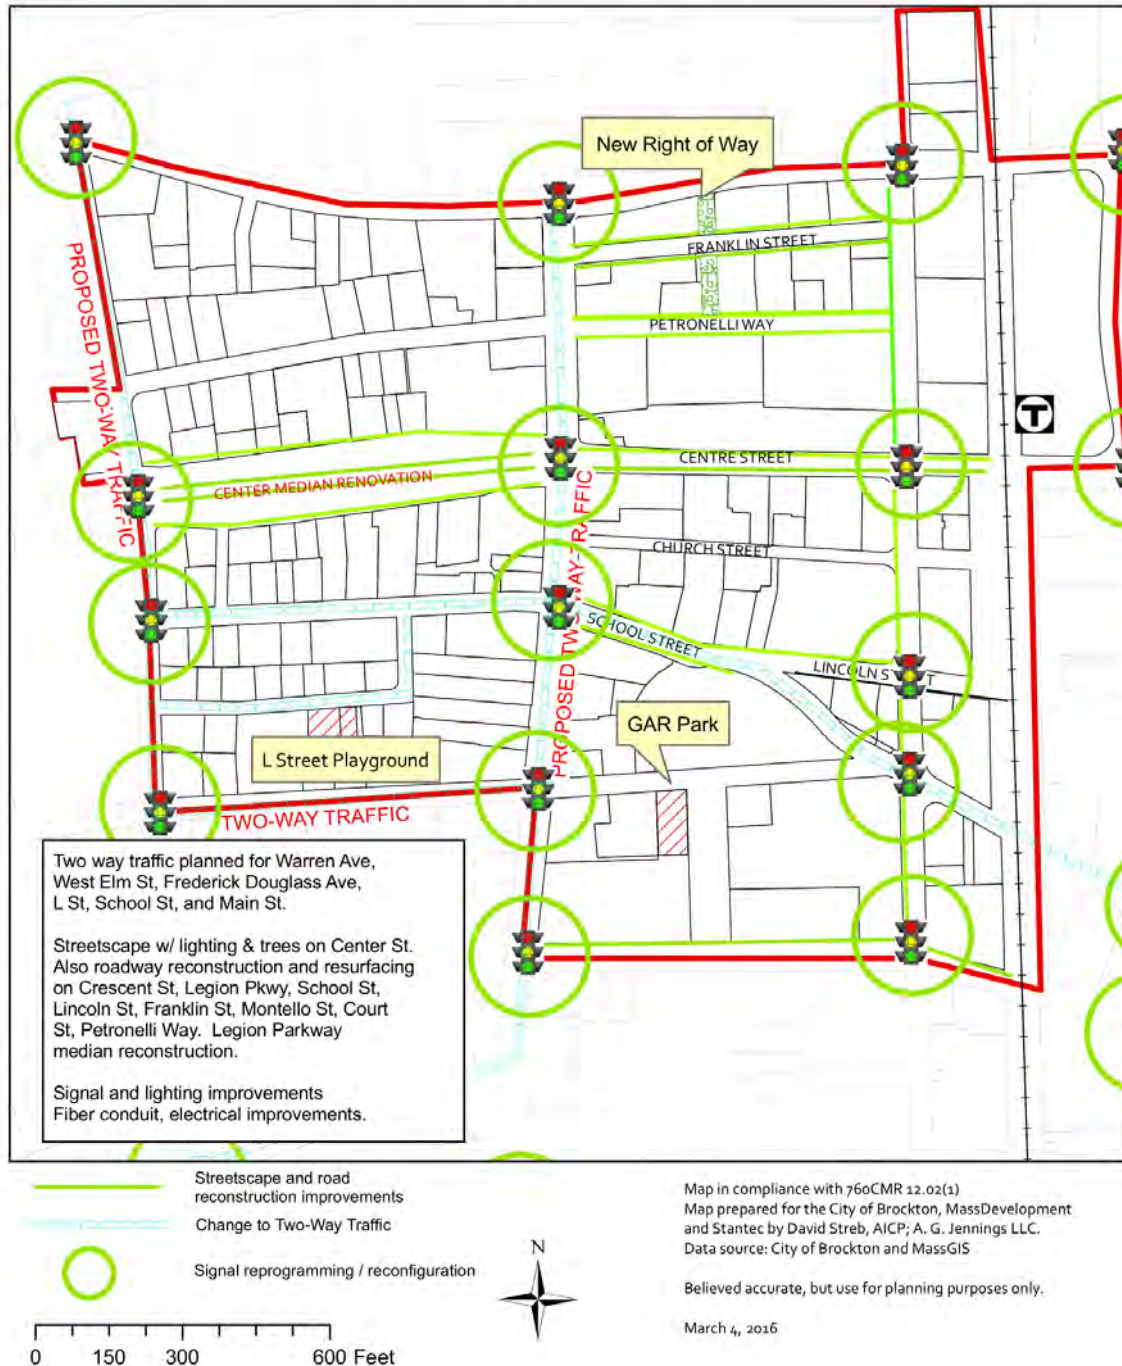 New Right of Way
FRANKLIN STREET
PETRONELLI WAY
PROPOSED TWO-WAY TRAFFIC
T
CENTRE STREET
CENTER MEDIAN RENOVATION
PROPOSED TWO-WAY TRAFFIC
CHURCH STREET
SCHOOL STREET
LINCOLN ST
GAR Park
L Street Playground
TWO-WAY TRAFFIC
Two way traffic planned for Warren Ave,
West Elm St, Frederick Douglass Ave,
L St, School St, and Main St.
Streetscape w/ lighting & trees on Center St.
Also roadway reconstruction and resurfacing
on Crescent St, Legion Pkwy, School St,
Lincoln St, Franklin St, Montello St, Court
St, Petronelli Way.  Legion Parkway
median reconstruction.
Signal and lighting improvements
Fiber conduit, electrical improvements.
Streetscape and road
reconstruction improvements
Change to Two-Way Traffic
Signal reprogramming / reconfiguration
0 150 300 600 Feet
N
Map in compliance with 760CMR 12.02(1)
Map prepared for the City of Brockton, MassDevelopment
and Stantec by David Streb, AICP; A. G. Jennings LLC.
Data source: City of Brockton and MassGIS
Believed accurate, but use for planning purposes only.
March 4, 2016